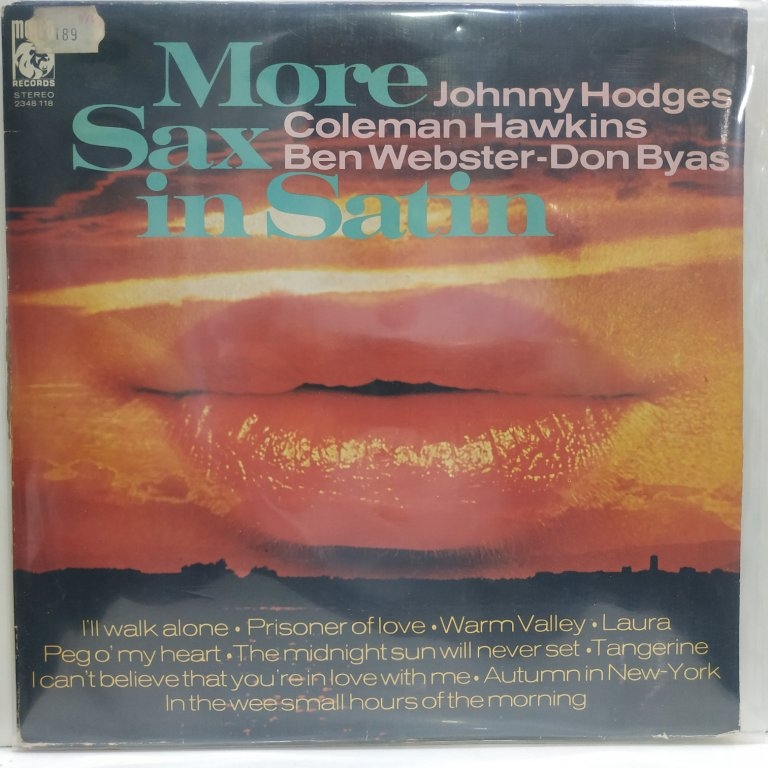 189
RECORDS
STEREO
2348 118
More
Sax
in Satin
Johnny Hodges
Coleman Hawkins
Ben Webster-Don Byas
I'll walk alone • Prisoner of love • Warm Valley • Laura
Peg o' my heart • The midnight sun will never set • Tangerine
I can't believe that you're in love with me • Autumn in New-York
In the wee small hours of the morning